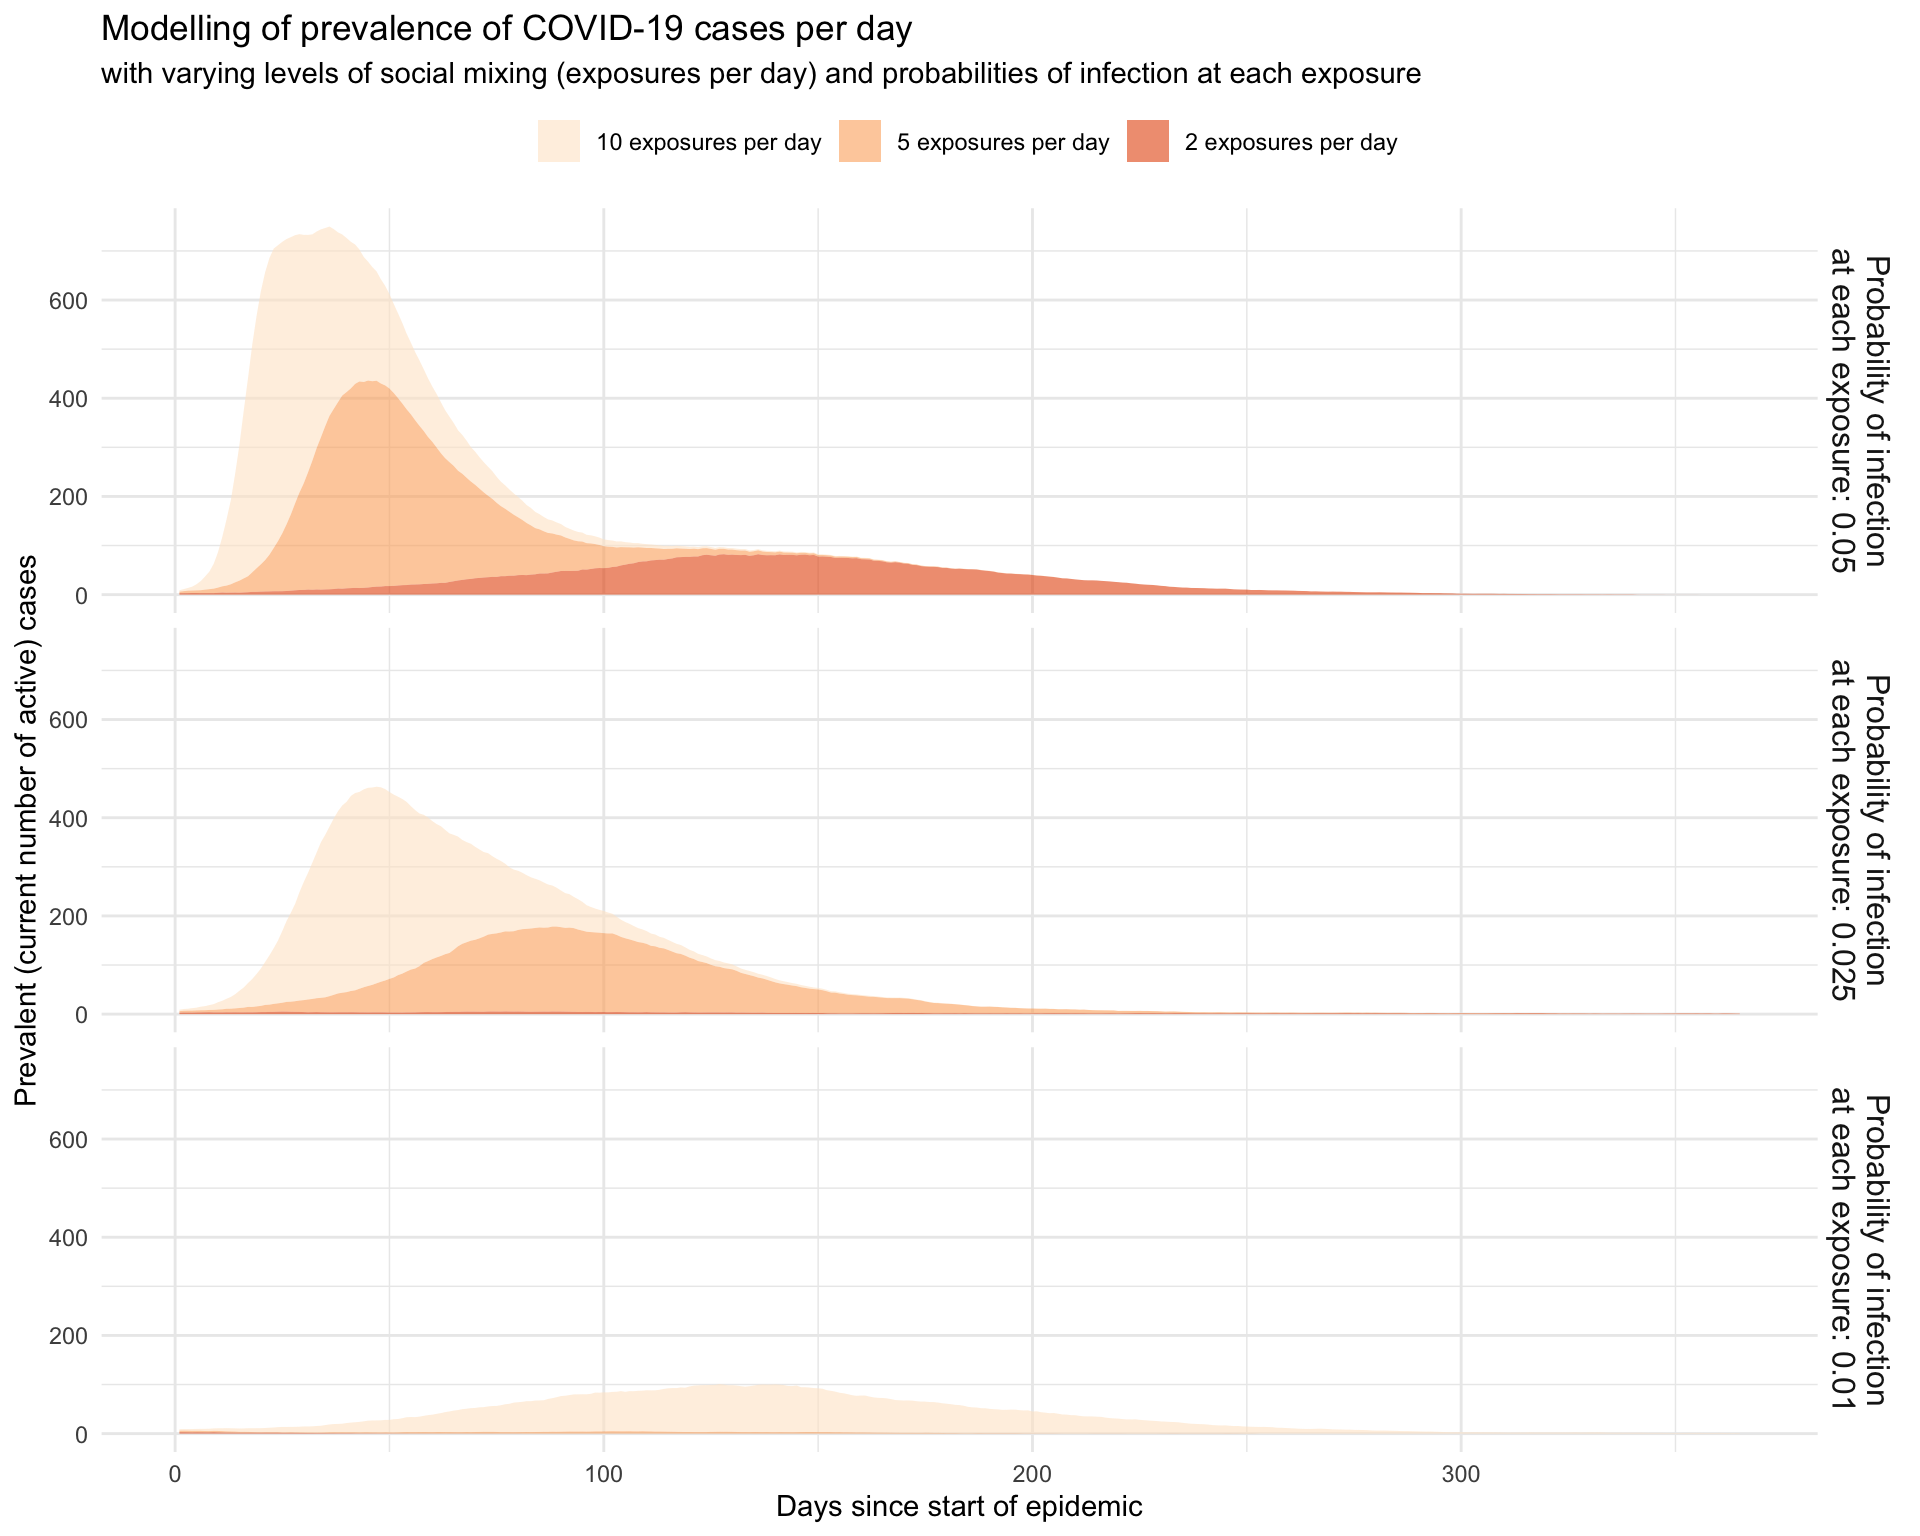 Modelling of prevalence of COVID-19 cases per day
with varying levels of social mixing (exposures per day) and probabilities of infection at each exposure
10 exposures per day
5 exposures per day
2 exposures per day
Prevalent (current number of active) cases
600
400
200
0
Probability of infection
at each exposure: 0.05
600
400
200
0
Probability of infection
at each exposure: 0.025
600
400
200
0
Probability of infection
at each exposure: 0.01
0
100
200
300
Days since start of epidemic